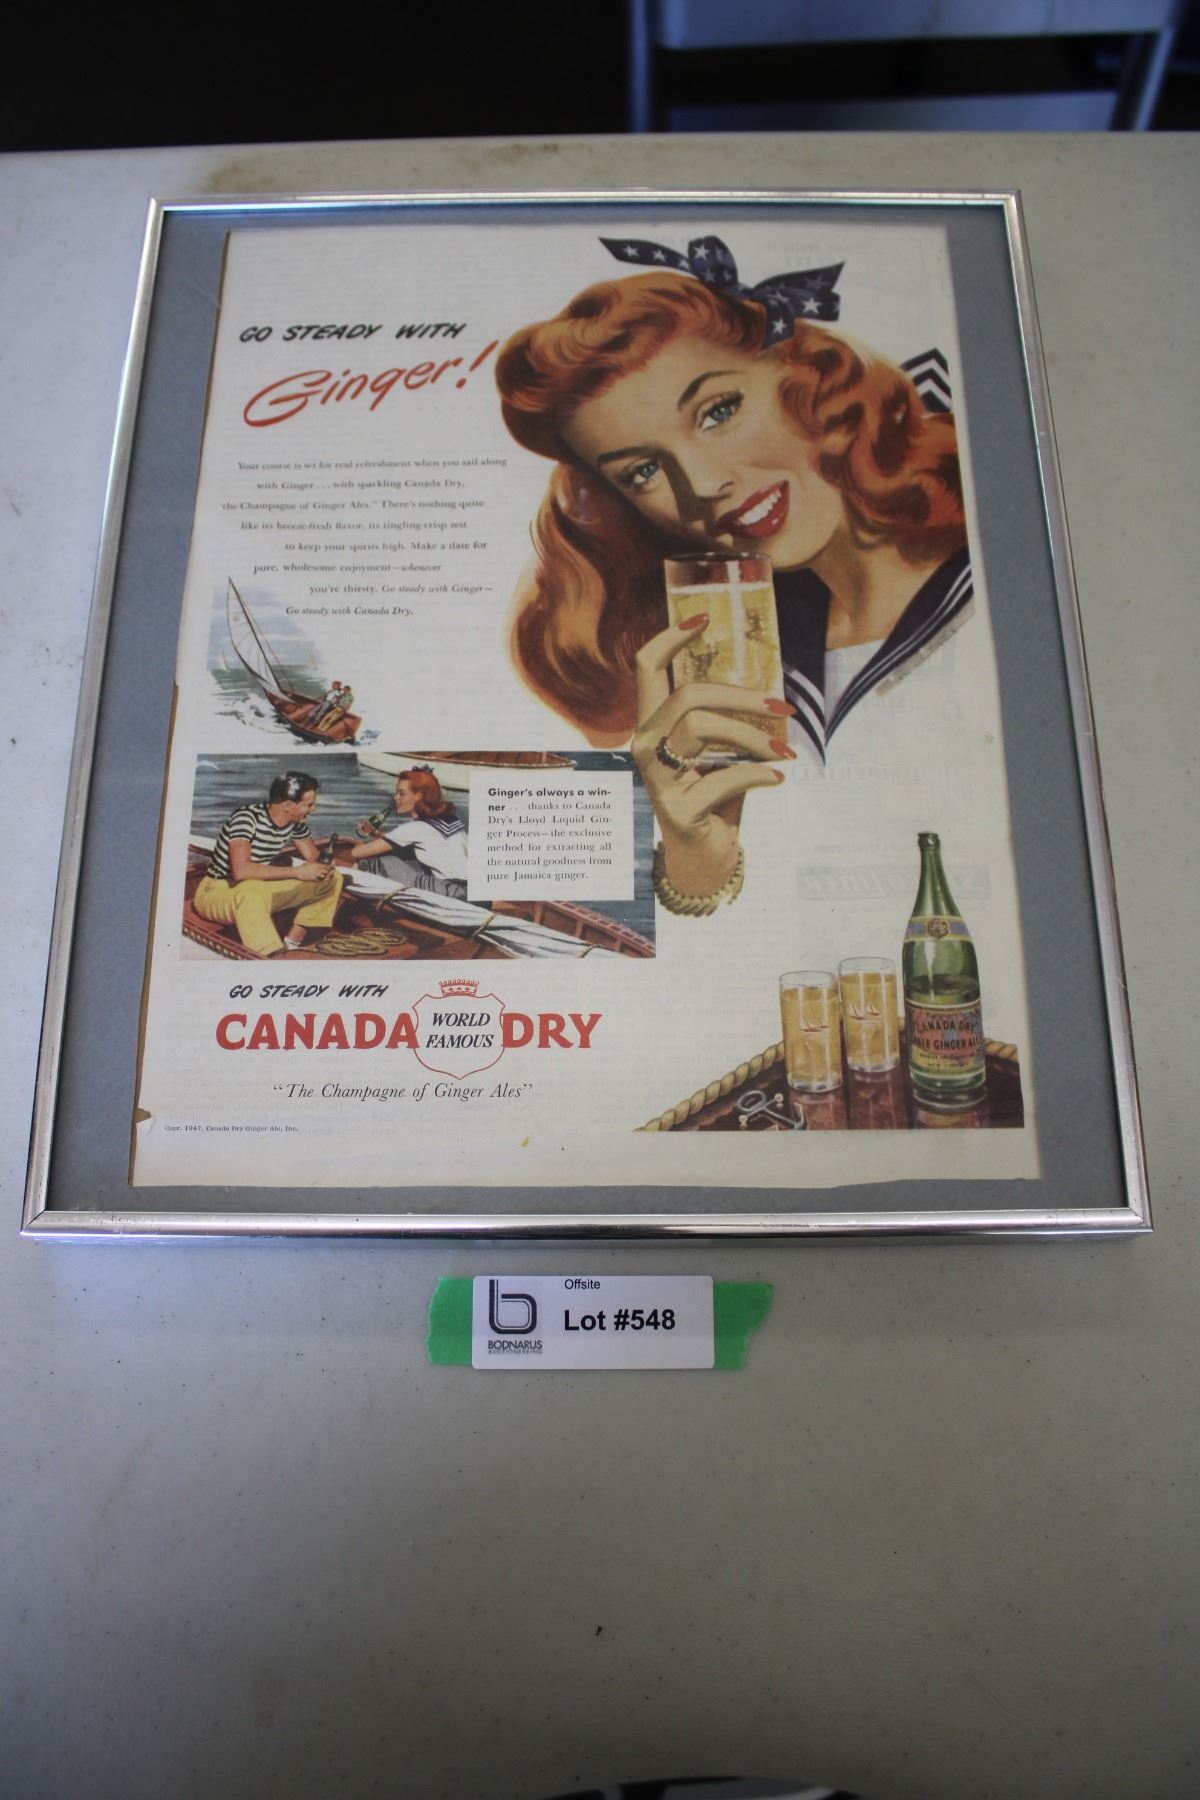 GO STEADY WITH
Ginger!
Your course is set for real refreshment when you sail along
with Ginger . . . with sparkling Canada Dry,
"the Champagne of Ginger Ales." There's nothing quite
like its breeze-fresh flavor, its tingling-crisp zest
to keep your spirits high. Make a date for
pure, wholesome enjoyment—whenever
you're thirsty. Go steady with Ginger—
Go steady with Canada Dry.
Ginger's always a win-
ner . . . thanks to Canada
Dry's Lloyd Liquid Gin-
ger Process—the exclusive
method for extracting all
the natural goodness from
pure Jamaica ginger.
GO STEADY WITH
CANADA WORLD FAMOUS DRY
"The Champagne of Ginger Ales"
Copr. 1947, Canada Dry Ginger Ale, Inc.
CANADA DRY
PALE GINGER ALE
Offsite
Lot #548
BODNARUS
AUCTIONEERING